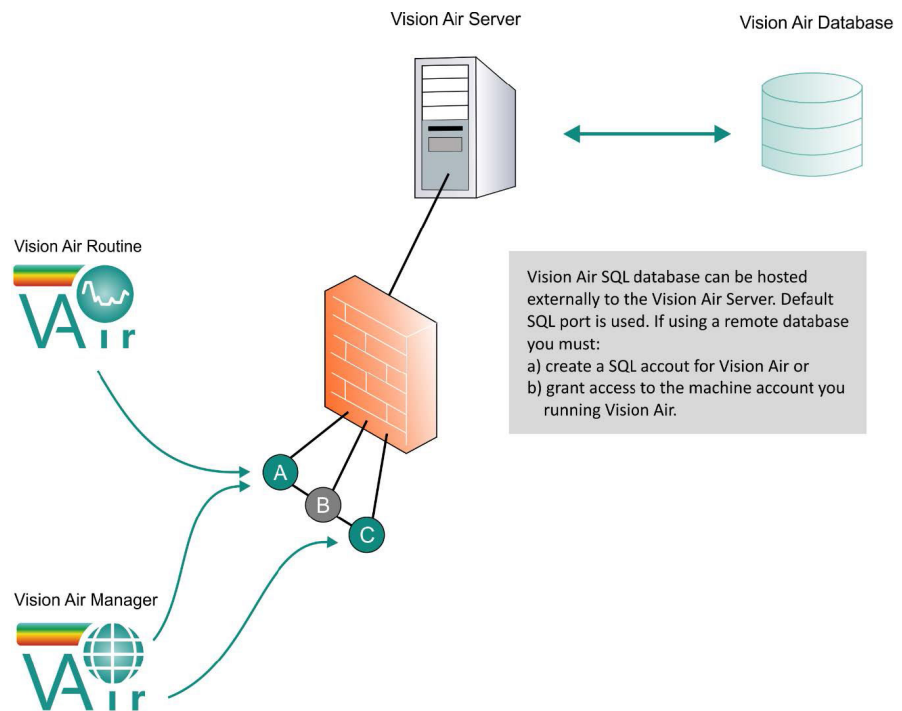 Vision Air Server
Vision Air Database
Vision Air Routine
VAir
Vision Air SQL database can be hosted
externally to the Vision Air Server. Default
SQL port is used. If using a remote database
you must:
a) create a SQL accout for Vision Air or
b) grant access to the machine account you
running Vision Air.
A
B
C
Vision Air Manager
VAir